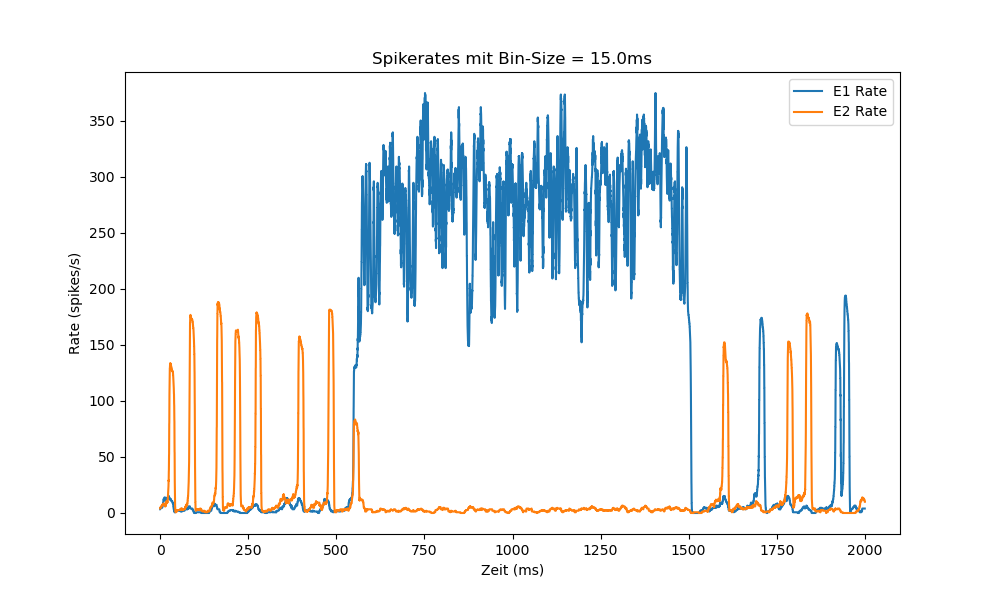 Spikerates mit Bin-Size = 15.0ms
E1 Rate
E2 Rate
350
300
250
200
150
100
50
0
Rate (spikes/s)
0 250 500 750 1000 1250 1500 1750 2000
Zeit (ms)